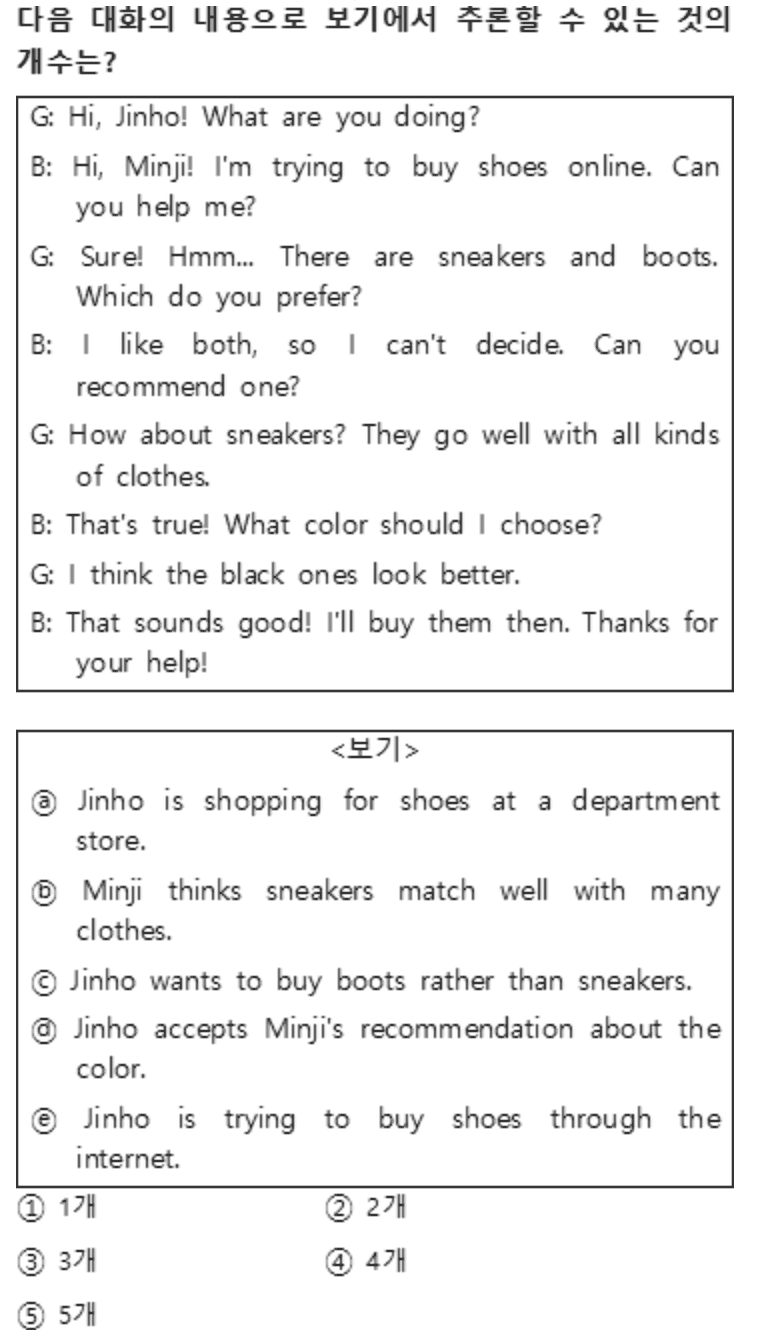 다음 대화의 내용으로 보기에서 추론할 수 있는 것의
개수는?
G: Hi, Jinho! What are you doing?
B: Hi, Minji! I'm trying to buy shoes online. Can
you help me?
G: Sure! Hmm... There are sneakers and boots.
Which do you prefer?
B: I like both, so I can't decide. Can you
recommend one?
G: How about sneakers? They go well with all kinds
of clothes.
B: That's true! What color should I choose?
G: I think the black ones look better.
B: That sounds good! I'll buy them then. Thanks for
your help!
<보기>
ⓐ Jinho is shopping for shoes at a department
store.
ⓑ Minji thinks sneakers match well with many
clothes.
ⓒ Jinho wants to buy boots rather than sneakers.
ⓓ Jinho accepts Minji's recommendation about the
color.
ⓔ Jinho is trying to buy shoes through the
internet.
① 1개 ② 2개
③ 3개 ④ 4개
⑤ 5개